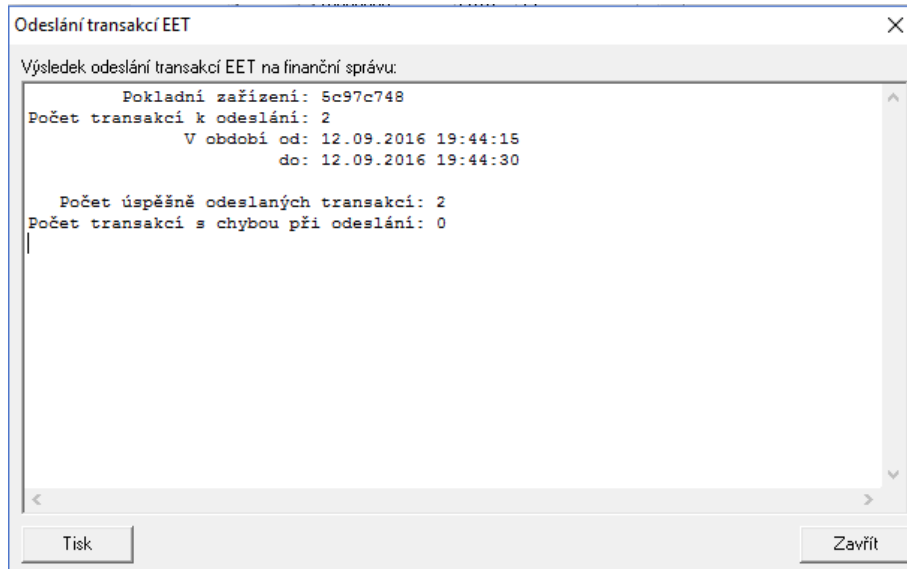 Odeslání transakcí EET
Výsledek odeslání transakcí EET na finanční správu:
Pokladní zařízení: 5c97c748
Počet transakcí k odeslání: 2
V období od: 12.09.2016 19:44:15
do: 12.09.2016 19:44:30
Počet úspěšně odeslaných transakcí: 2
Počet transakcí s chybou při odeslání: 0
Tisk
Zavřít